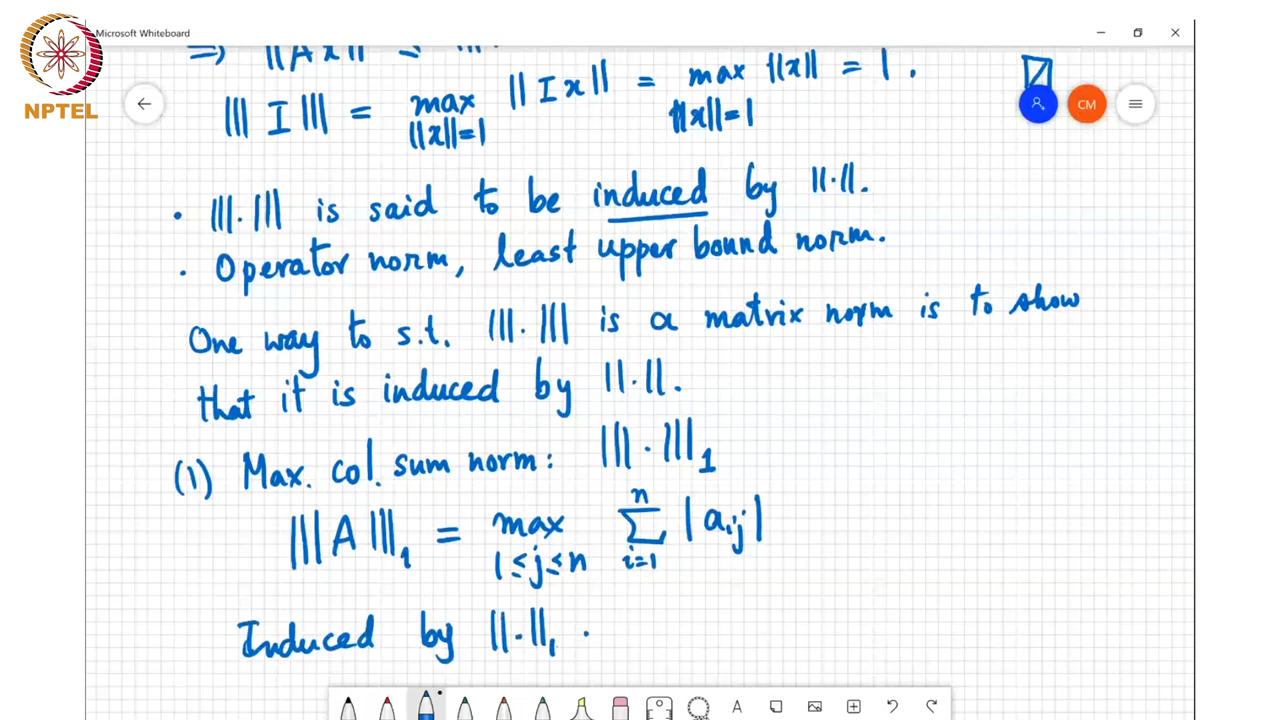 Microsoft Whiteboard
NPTEL
⇒ ||Ax|| ≤ |||
||| I ||| = max ||x||=1 || I x || = max ||x||=1 ||x|| = 1 .
CM
· ||| · ||| is said to be induced by || · ||.
· Operator norm, least upper bound norm.
One way to s.t. ||| · ||| is a matrix norm is to show
that it is induced by || · ||.
(1) Max. col. sum norm: ||| · |||₁
||| A |||₁ = max 1 ≤ j ≤ n Σ i=1 n | aᵢⱼ |
Induced by || · ||₁ .